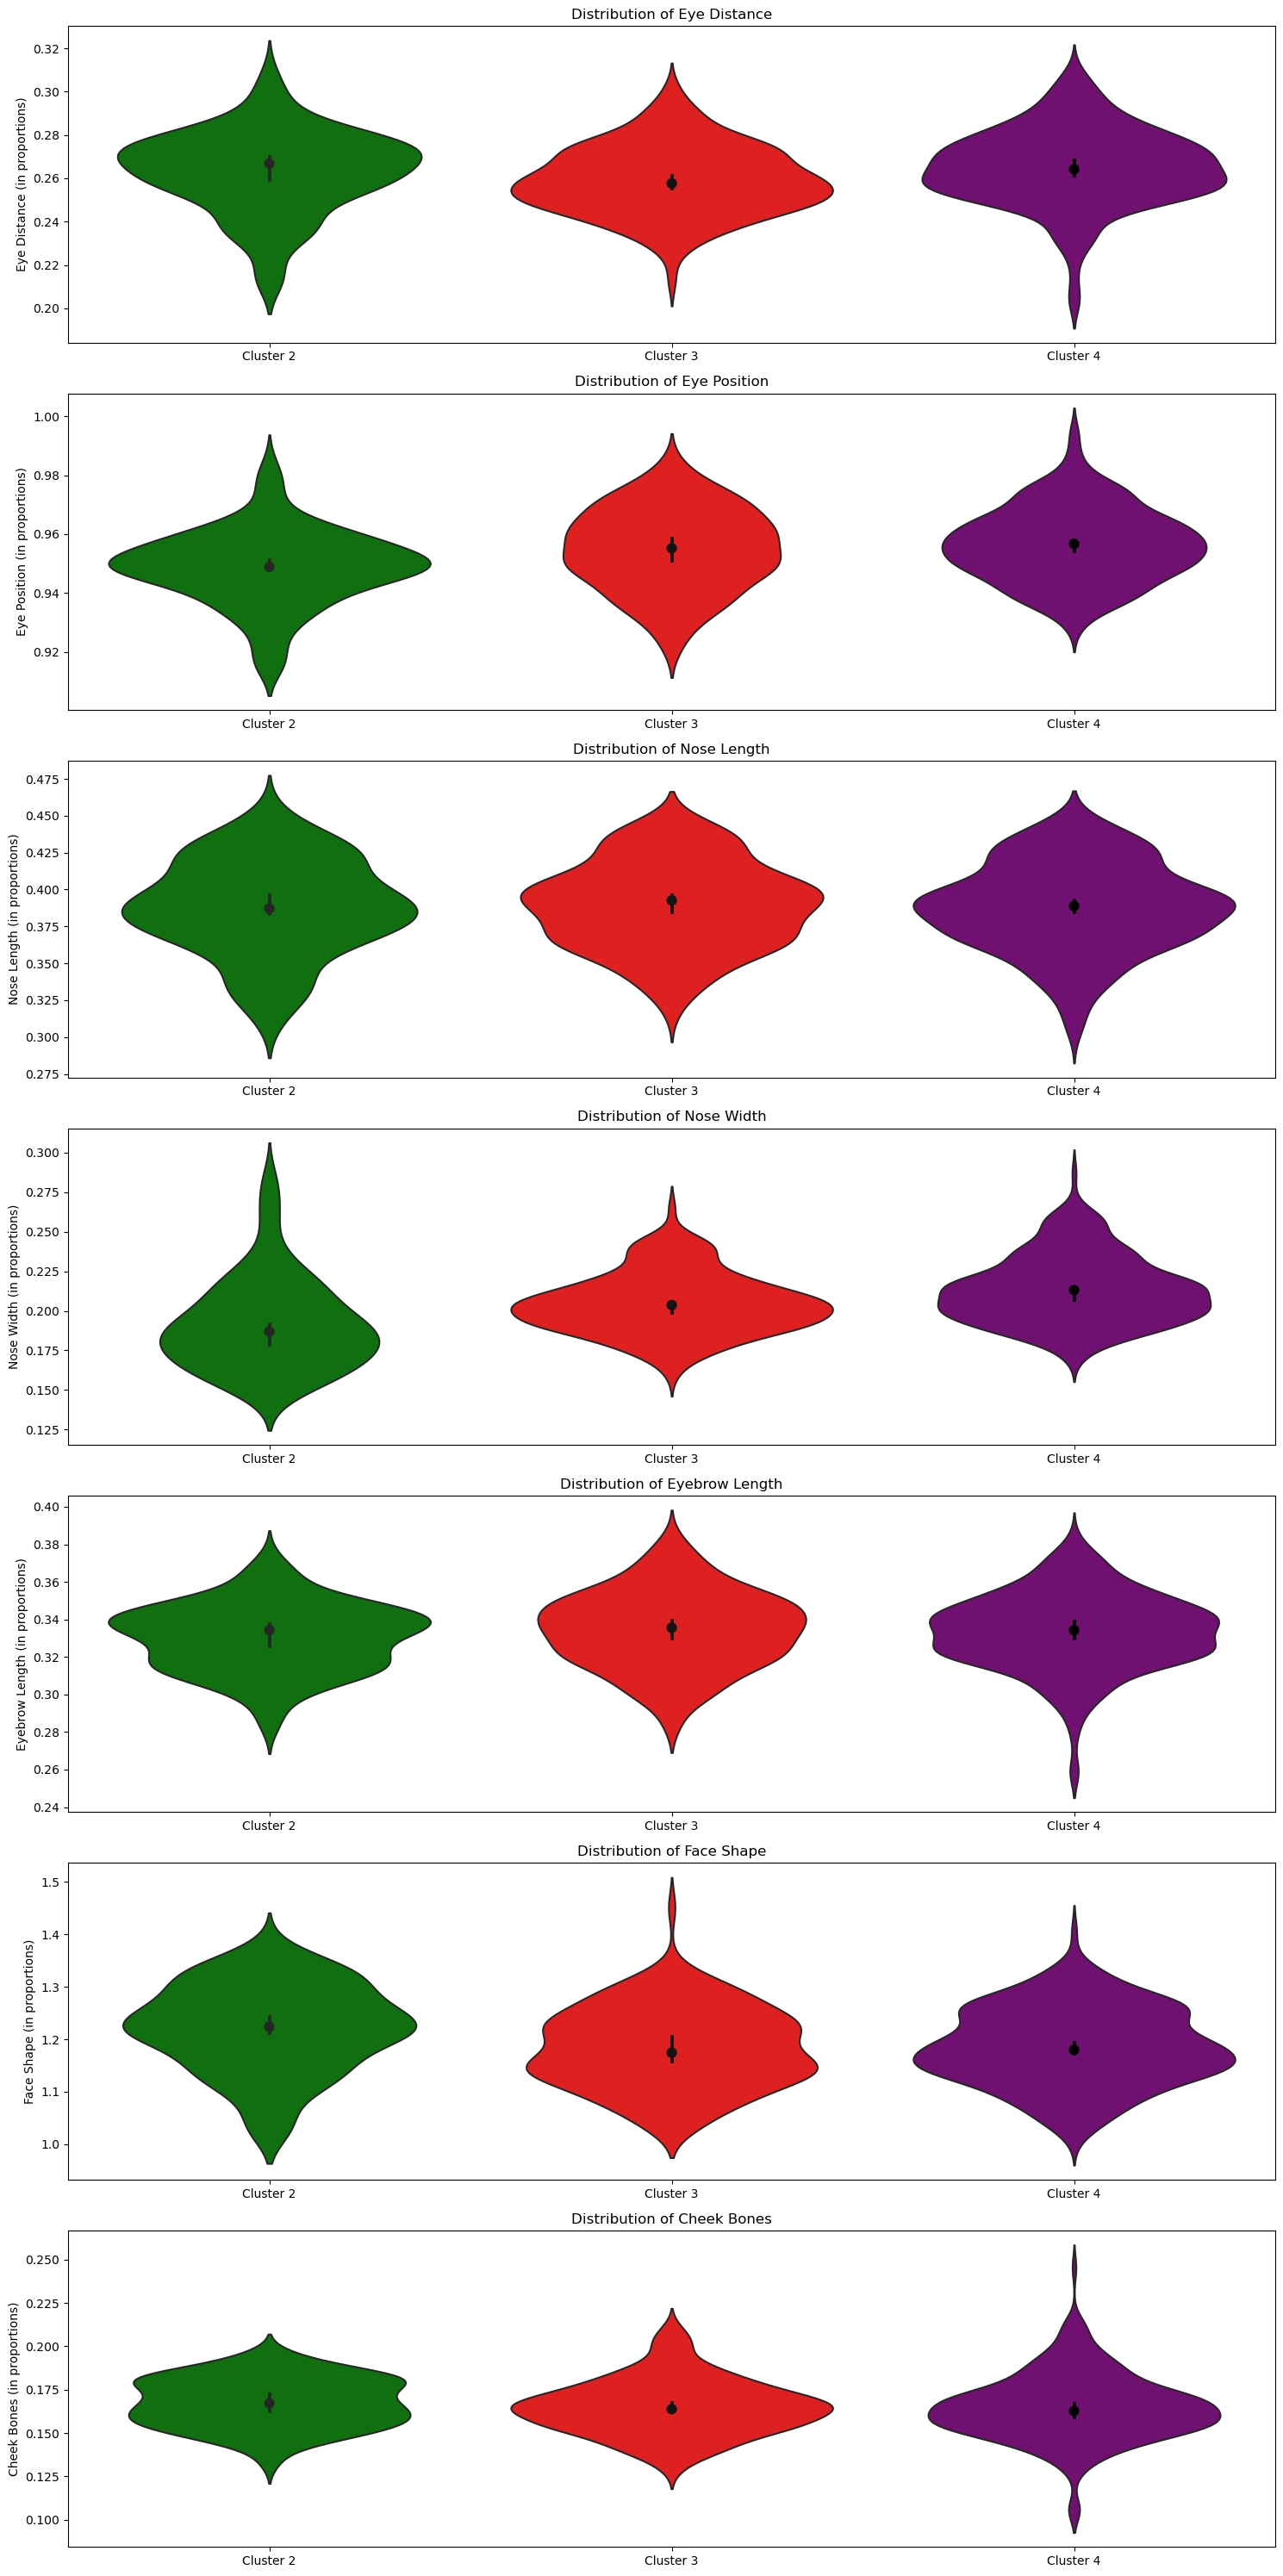 Distribution of Eye Distance
Eye Distance (in proportions)
0.32
0.30
0.28
0.26
0.24
0.22
0.20
Cluster 2 Cluster 3 Cluster 4
Distribution of Eye Position
Eye Position (in proportions)
1.00
0.98
0.96
0.94
0.92
Cluster 2 Cluster 3 Cluster 4
Distribution of Nose Length
Nose Length (in proportions)
0.475
0.450
0.425
0.400
0.375
0.350
0.325
0.300
0.275
Cluster 2 Cluster 3 Cluster 4
Distribution of Nose Width
Nose Width (in proportions)
0.300
0.275
0.250
0.225
0.200
0.175
0.150
0.125
Cluster 2 Cluster 3 Cluster 4
Distribution of Eyebrow Length
Eyebrow Length (in proportions)
0.40
0.38
0.36
0.34
0.32
0.30
0.28
0.26
0.24
Cluster 2 Cluster 3 Cluster 4
Distribution of Face Shape
Face Shape (in proportions)
1.5
1.4
1.3
1.2
1.1
1.0
Cluster 2 Cluster 3 Cluster 4
Distribution of Cheek Bones
Cheek Bones (in proportions)
0.250
0.225
0.200
0.175
0.150
0.125
0.100
Cluster 2 Cluster 3 Cluster 4